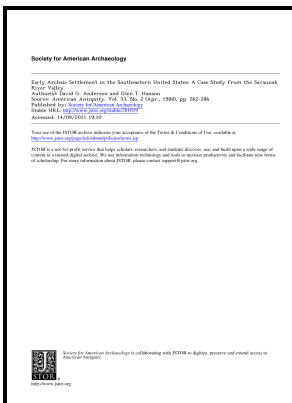 Society for American Archaeology
Early Archaic Settlement in the Southeastern United States: A Case Study from the Savannah
River Valley
Author(s): David G. Anderson and Glen T. Hanson
Source: American Antiquity, Vol. 53, No. 2 (Apr., 1988), pp. 262-286
Published by: Society for American Archaeology
Stable URL: http://www.jstor.org/stable/281019
Accessed: 14/09/2011 19:10
Your use of the JSTOR archive indicates your acceptance of the Terms & Conditions of Use, available at
http://www.jstor.org/page/info/about/policies/terms.jsp
JSTOR is a not-for-profit service that helps scholars, researchers, and students discover, use, and build upon a wide range of
content in a trusted digital archive. We use information technology and tools to increase productivity and facilitate new forms
of scholarship. For more information about JSTOR, please contact support@jstor.org.
Society for American Archaeology is collaborating with JSTOR to digitize, preserve and extend access to
American Antiquity.
JSTOR
®
http://www.jstor.org